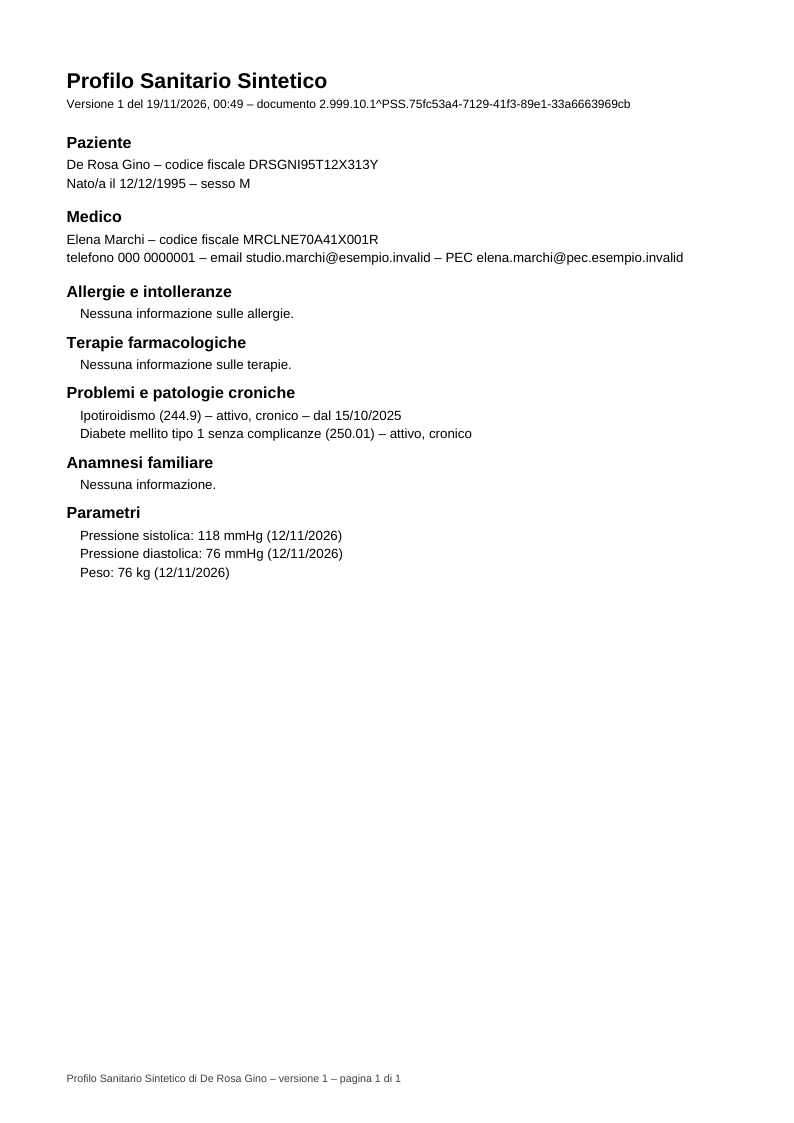 Profilo Sanitario Sintetico
Versione 1 del 19/11/2026, 00:49 – documento 2.999.10.1^PSS.75fc53a4-7129-41f3-89e1-33a6663969cb
Paziente
De Rosa Gino – codice fiscale DRSGNI95T12X313Y
Nato/a il 12/12/1995 – sesso M
Medico
Elena Marchi – codice fiscale MRCLNE70A41X001R
telefono 000 0000001 – email studio.marchi@esempio.invalid – PEC elena.marchi@pec.esempio.invalid
Allergie e intolleranze
Nessuna informazione sulle allergie.
Terapie farmacologiche
Nessuna informazione sulle terapie.
Problemi e patologie croniche
Ipotiroidismo (244.9) – attivo, cronico – dal 15/10/2025
Diabete mellito tipo 1 senza complicanze (250.01) – attivo, cronico
Anamnesi familiare
Nessuna informazione.
Parametri
Pressione sistolica: 118 mmHg (12/11/2026)
Pressione diastolica: 76 mmHg (12/11/2026)
Peso: 76 kg (12/11/2026)
Profilo Sanitario Sintetico di De Rosa Gino – versione 1 – pagina 1 di 1